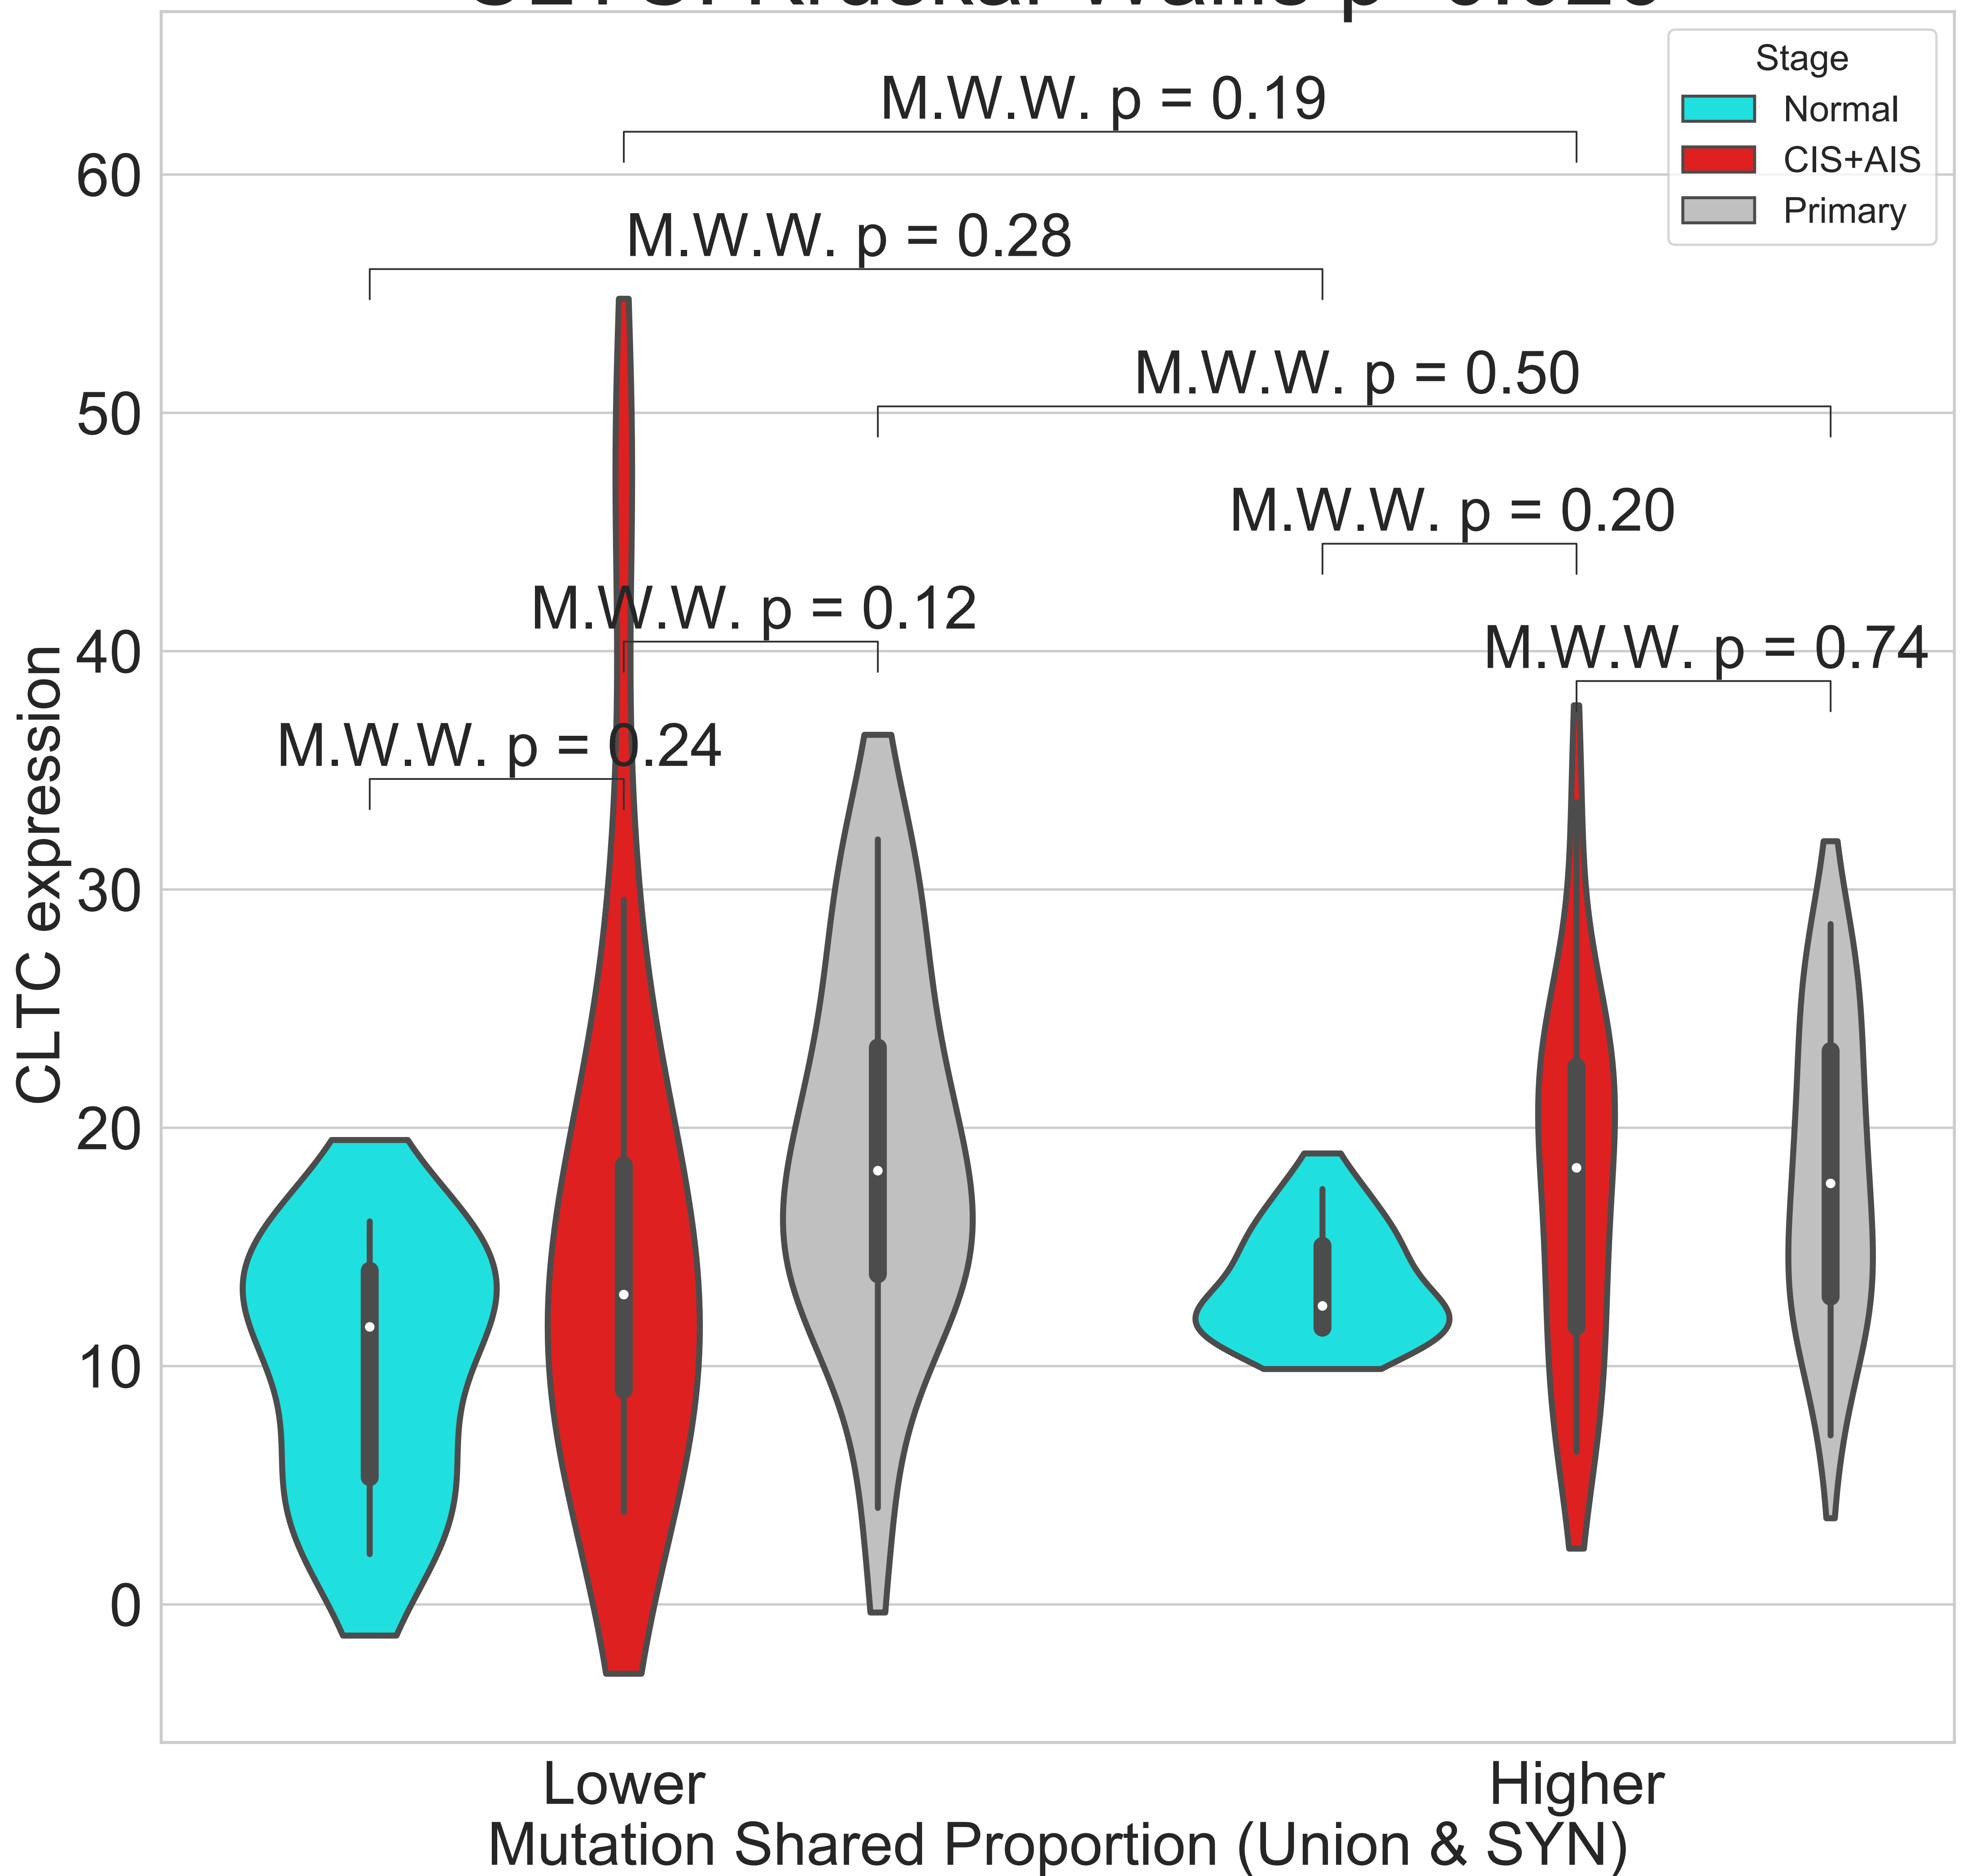 Stage
Normal
CIS+AIS
Primary
M.W.W. p = 0.19
M.W.W. p = 0.28
M.W.W. p = 0.50
M.W.W. p = 0.20
M.W.W. p = 0.12
M.W.W. p = 0.74
M.W.W. p = 0.24
60
50
40
30
20
10
0
CLTC expression
Lower
Higher
Mutation Shared Proportion (Union & SYN)